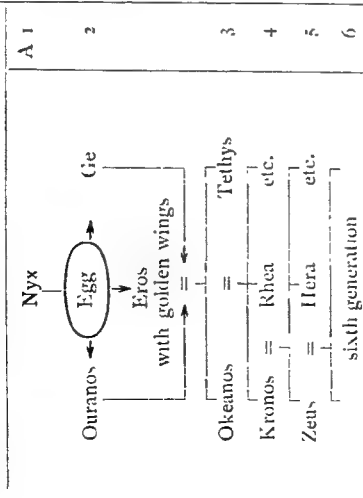 A 1
Nyx
2
Ouranos Egg Ge
Eros
with golden wings
=
3
Okeanos = Tethys
4
Kronos = Rhea etc.
5
Zeus = Hera etc.
6
sixth generation